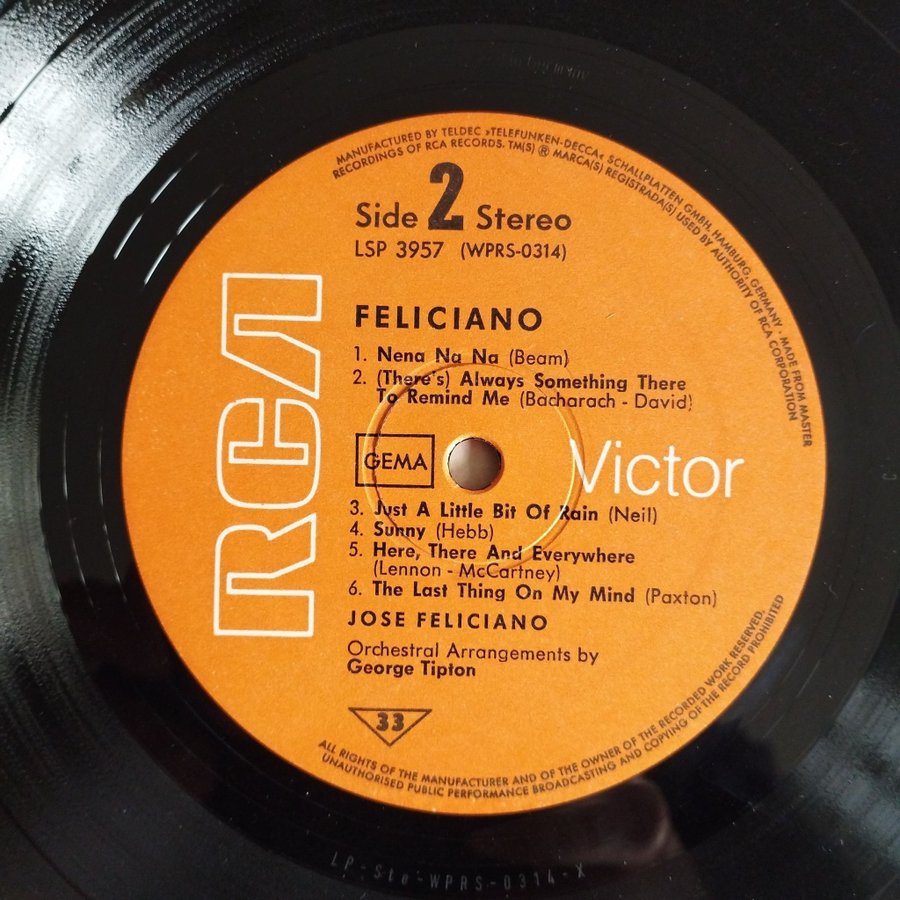 MANUFACTURED BY TELDEC »TELEFUNKEN-DECCA« SCHALLPLATTEN GMBH, HAMBURG, GERMANY · MADE FROM MASTER
RECORDINGS OF RCA RECORDS, TM(S) ® MARCA(S) REGISTRADA(S) USED BY AUTHORITY OF RCA CORPORATION
Side 2 Stereo
LSP 3957 (WPRS-0314)
RCA
FELICIANO
1. Nena Na Na (Beam)
2. (There's) Always Something There
To Remind Me (Bacharach - David)
GEMA
Victor
3. Just A Little Bit Of Rain (Neil)
4. Sunny (Hebb)
5. Here, There And Everywhere
(Lennon - McCartney)
6. The Last Thing On My Mind (Paxton)
JOSE FELICIANO
Orchestral Arrangements by
George Tipton
33
ALL RIGHTS OF THE MANUFACTURER AND OF THE OWNER OF THE RECORDED WORK RESERVED.
UNAUTHORISED PUBLIC PERFORMANCE BROADCASTING AND COPYING OF THE RECORD PROHIBITED
LP-Ste-WPRS-0314-X